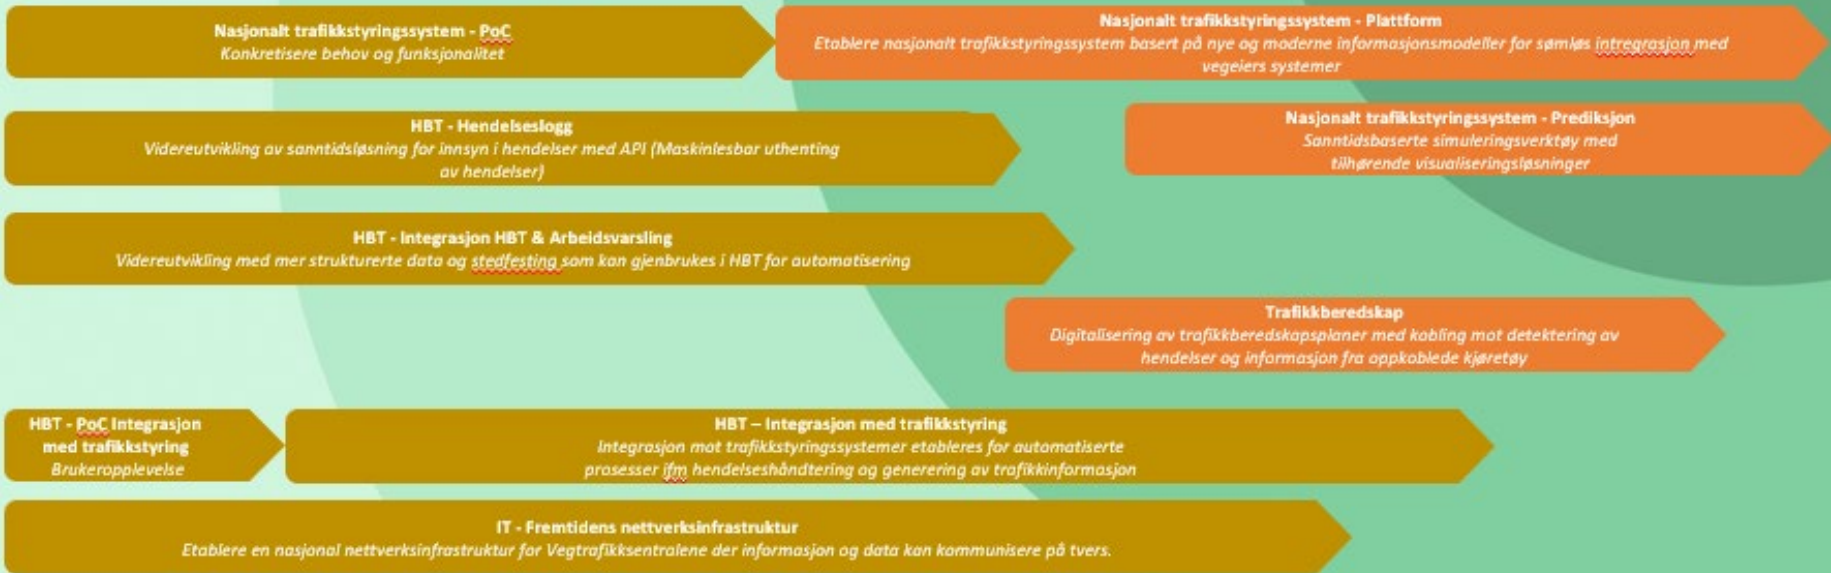 Nasjonalt trafikkstyringssystem - PoC
Konkretisere behov og funksjonalitet
Nasjonalt trafikkstyringssystem - Plattform
Etablere nasjonalt trafikkstyringssystem basert på nye og moderne informasjonsmodeller for sømløs intregrasjon med
vegeiers systemer
HBT - Hendelseslogg
Videreutvikling av sanntidsløsning for innsyn i hendelser med API (Maskinlesbar uthenting
av hendelser)
Nasjonalt trafikkstyringssystem - Prediksjon
Sanntidsbaserte simuleringsverktøy med
tilhørende visualiseringsløsninger
HBT - Integrasjon HBT & Arbeidsvarsling
Videreutvikling med mer strukturerte data og stedfesting som kan gjenbrukes i HBT for automatisering
Trafikkberedskap
Digitalisering av trafikkberedskapsplaner med kobling mot detektering av
hendelser og informasjon fra oppkoblede kjøretøy
HBT - PoC Integrasjon
med trafikkstyring
Brukeropplevelse
HBT – Integrasjon med trafikkstyring
Integrasjon mot trafikkstyringssystemer etableres for automatiserte
prosesser ifm hendelseshåndtering og generering av trafikkinformasjon
IT - Fremtidens nettverksinfrastruktur
Etablere en nasjonal nettverksinfrastruktur for Vegtrafikksentralene der informasjon og data kan kommunisere på tvers.